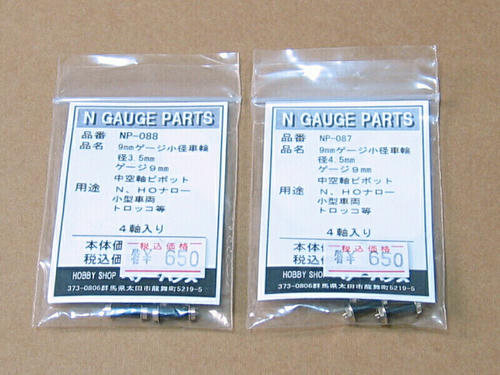 N GAUGE PARTS
品番 NP-088
品名 9mmゲージ小径車輪
径3.5mm
ゲージ9mm
中空軸ピボット
用途 N、HOナロー
小型車両
トロッコ等
4軸入り
本体価
税込価格
税込価
¥ 650
HOBBY SHOP
373-0806群馬県太田市龍舞町5219-5
N GAUGE PARTS
品番 NP-087
品名 9mmゲージ小径車輪
径4.5mm
ゲージ9mm
中空軸ピボット
用途 N、HOナロー
小型車両
トロッコ等
4軸入り
本体価
税込価格
税込価
¥ 650
HOBBY SHOP
373-0806群馬県太田市龍舞町5219-5